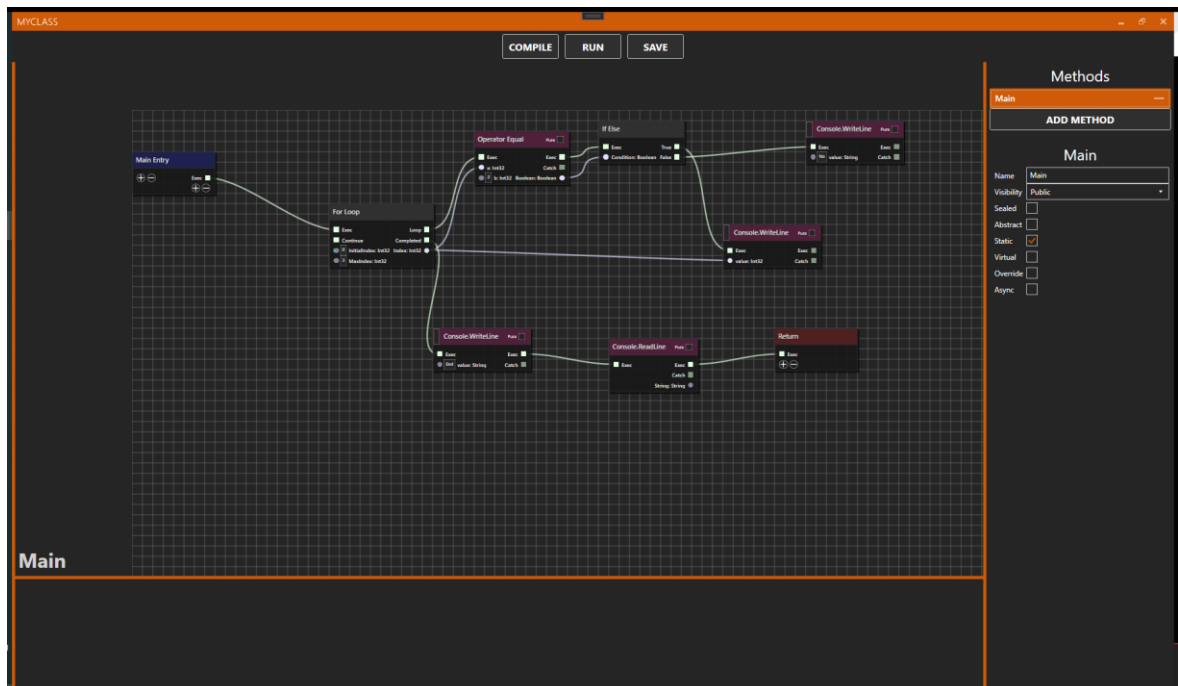 MYCLASS
COMPILE RUN SAVE
Methods
Main
ADD METHOD
Main
Name Main
Visibility Public
Sealed
Abstract
Static
Virtual
Override
Async
Main Entry
Exec
For Loop
Exec Loop
Continue Completed
InitialIndex: Int32 Index: Int32
MaxIndex: Int32
Operator Equal Pure
Exec Exec
a: Int32 Catch
b: Int32 Boolean: Boolean
If Else
Exec True
Condition: Boolean False
Console.WriteLine Pure
Exec Exec
value: String Catch
Console.WriteLine Pure
Exec Exec
value: Int32 Catch
Console.WriteLine Pure
Exec Exec
value: String Catch
Console.ReadLine Pure
Exec Exec
Catch
String: String
Return
Exec
Main